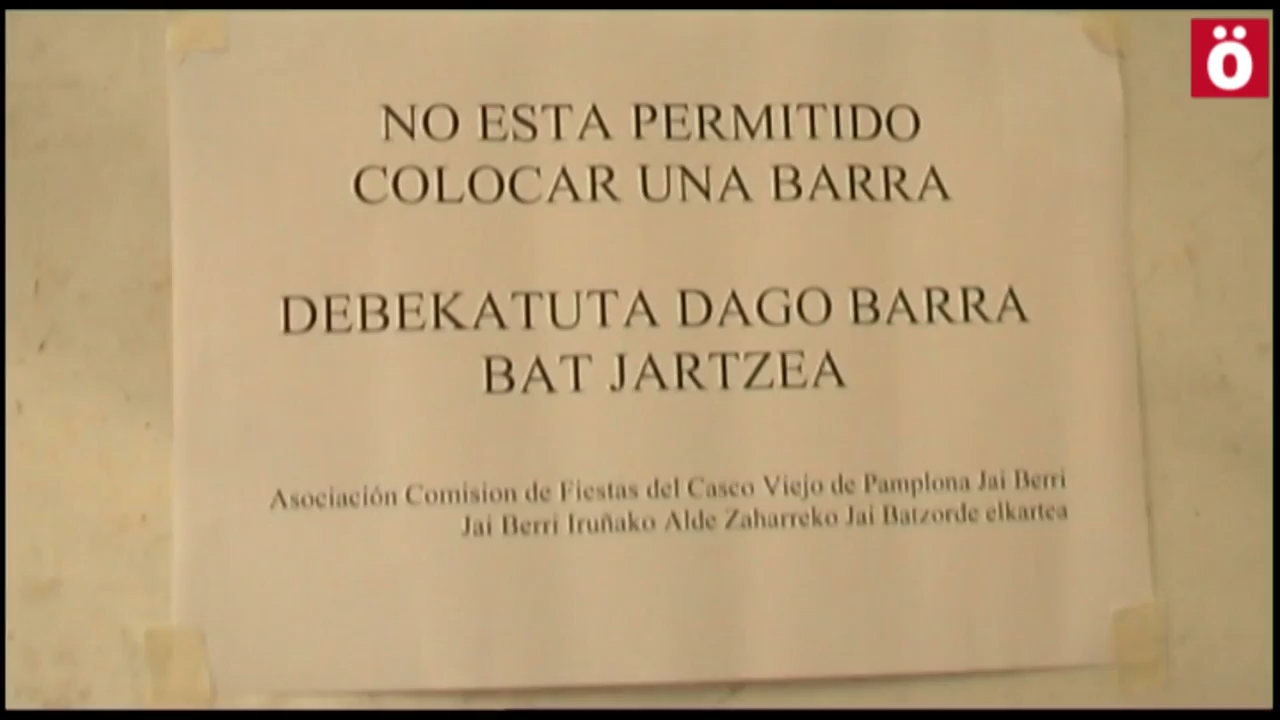 ö
NO ESTA PERMITIDO
COLOCAR UNA BARRA
DEBEKATUTA DAGO BARRA
BAT JARTZEA
Asociación Comision de Fiestas del Casco Viejo de Pamplona Jai Berri
Jai Berri Iruñako Alde Zaharreko Jai Batzorde elkartea